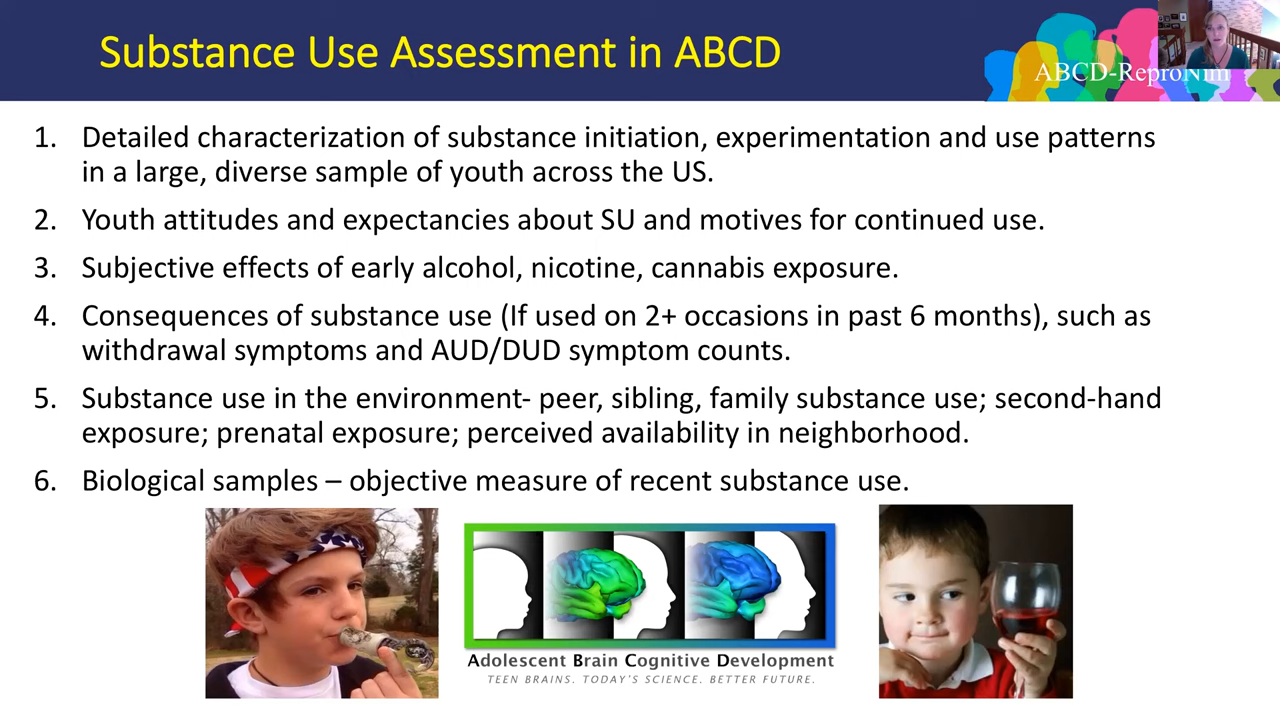 Substance Use Assessment in ABCD
ABCD-ReproNim
1. Detailed characterization of substance initiation, experimentation and use patterns
in a large, diverse sample of youth across the US.
2. Youth attitudes and expectancies about SU and motives for continued use.
3. Subjective effects of early alcohol, nicotine, cannabis exposure.
4. Consequences of substance use (If used on 2+ occasions in past 6 months), such as
withdrawal symptoms and AUD/DUD symptom counts.
5. Substance use in the environment- peer, sibling, family substance use; second-hand
exposure; prenatal exposure; perceived availability in neighborhood.
6. Biological samples – objective measure of recent substance use.
Adolescent Brain Cognitive Development
TEEN BRAINS. TODAY'S SCIENCE. BETTER FUTURE.